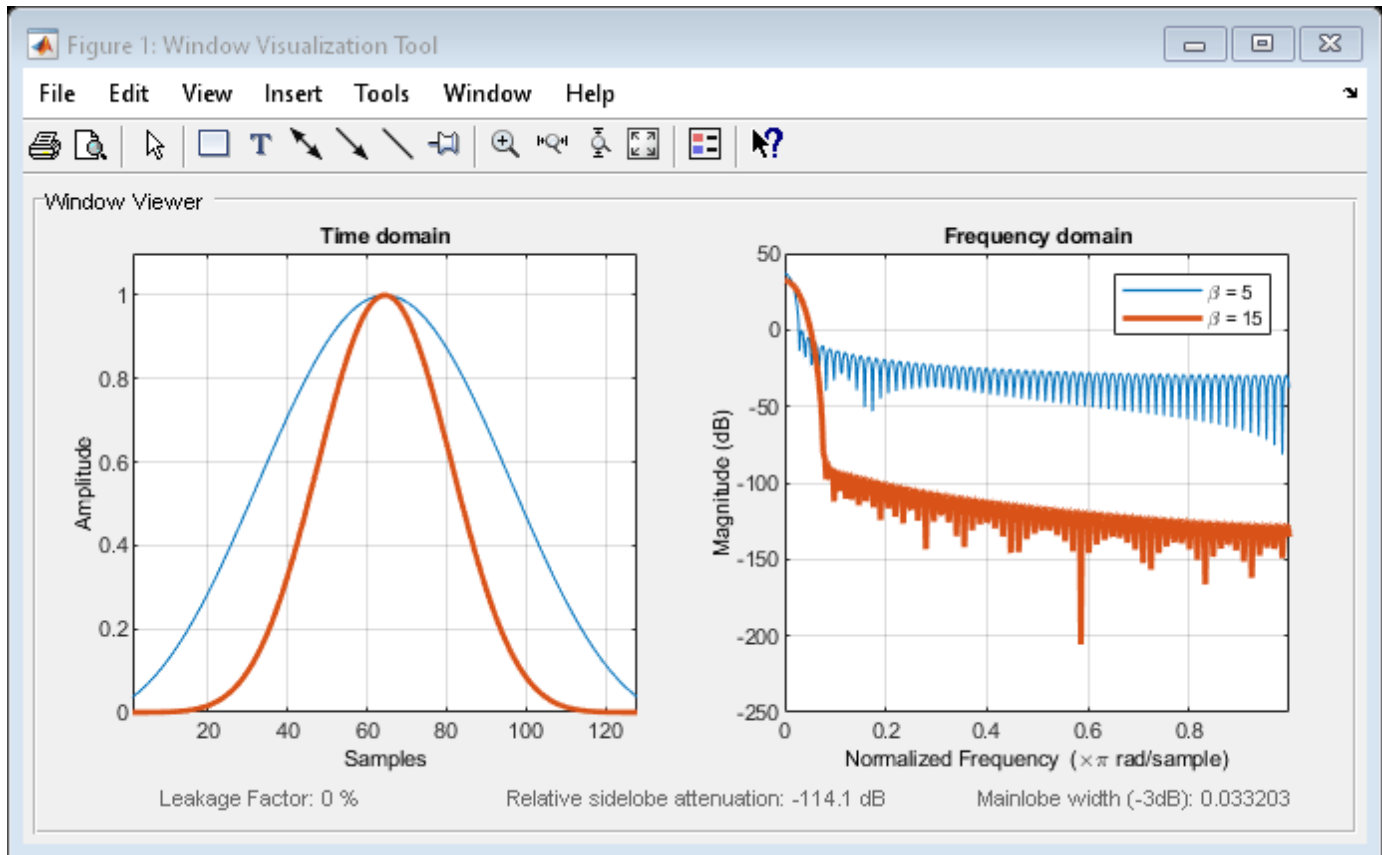 Figure 1: Window Visualization Tool
File Edit View Insert Tools Window Help
T
?
Window Viewer
Time domain
1
0.8
0.6
0.4
0.2
0
Amplitude
20 40 60 80 100 120
Samples
Frequency domain
50
0
-50
-100
-150
-200
-250
Magnitude (dB)
β = 5
β = 15
0 0.2 0.4 0.6 0.8
Normalized Frequency (×π rad/sample)
Leakage Factor: 0 % Relative sidelobe attenuation: -114.1 dB Mainlobe width (-3dB): 0.033203